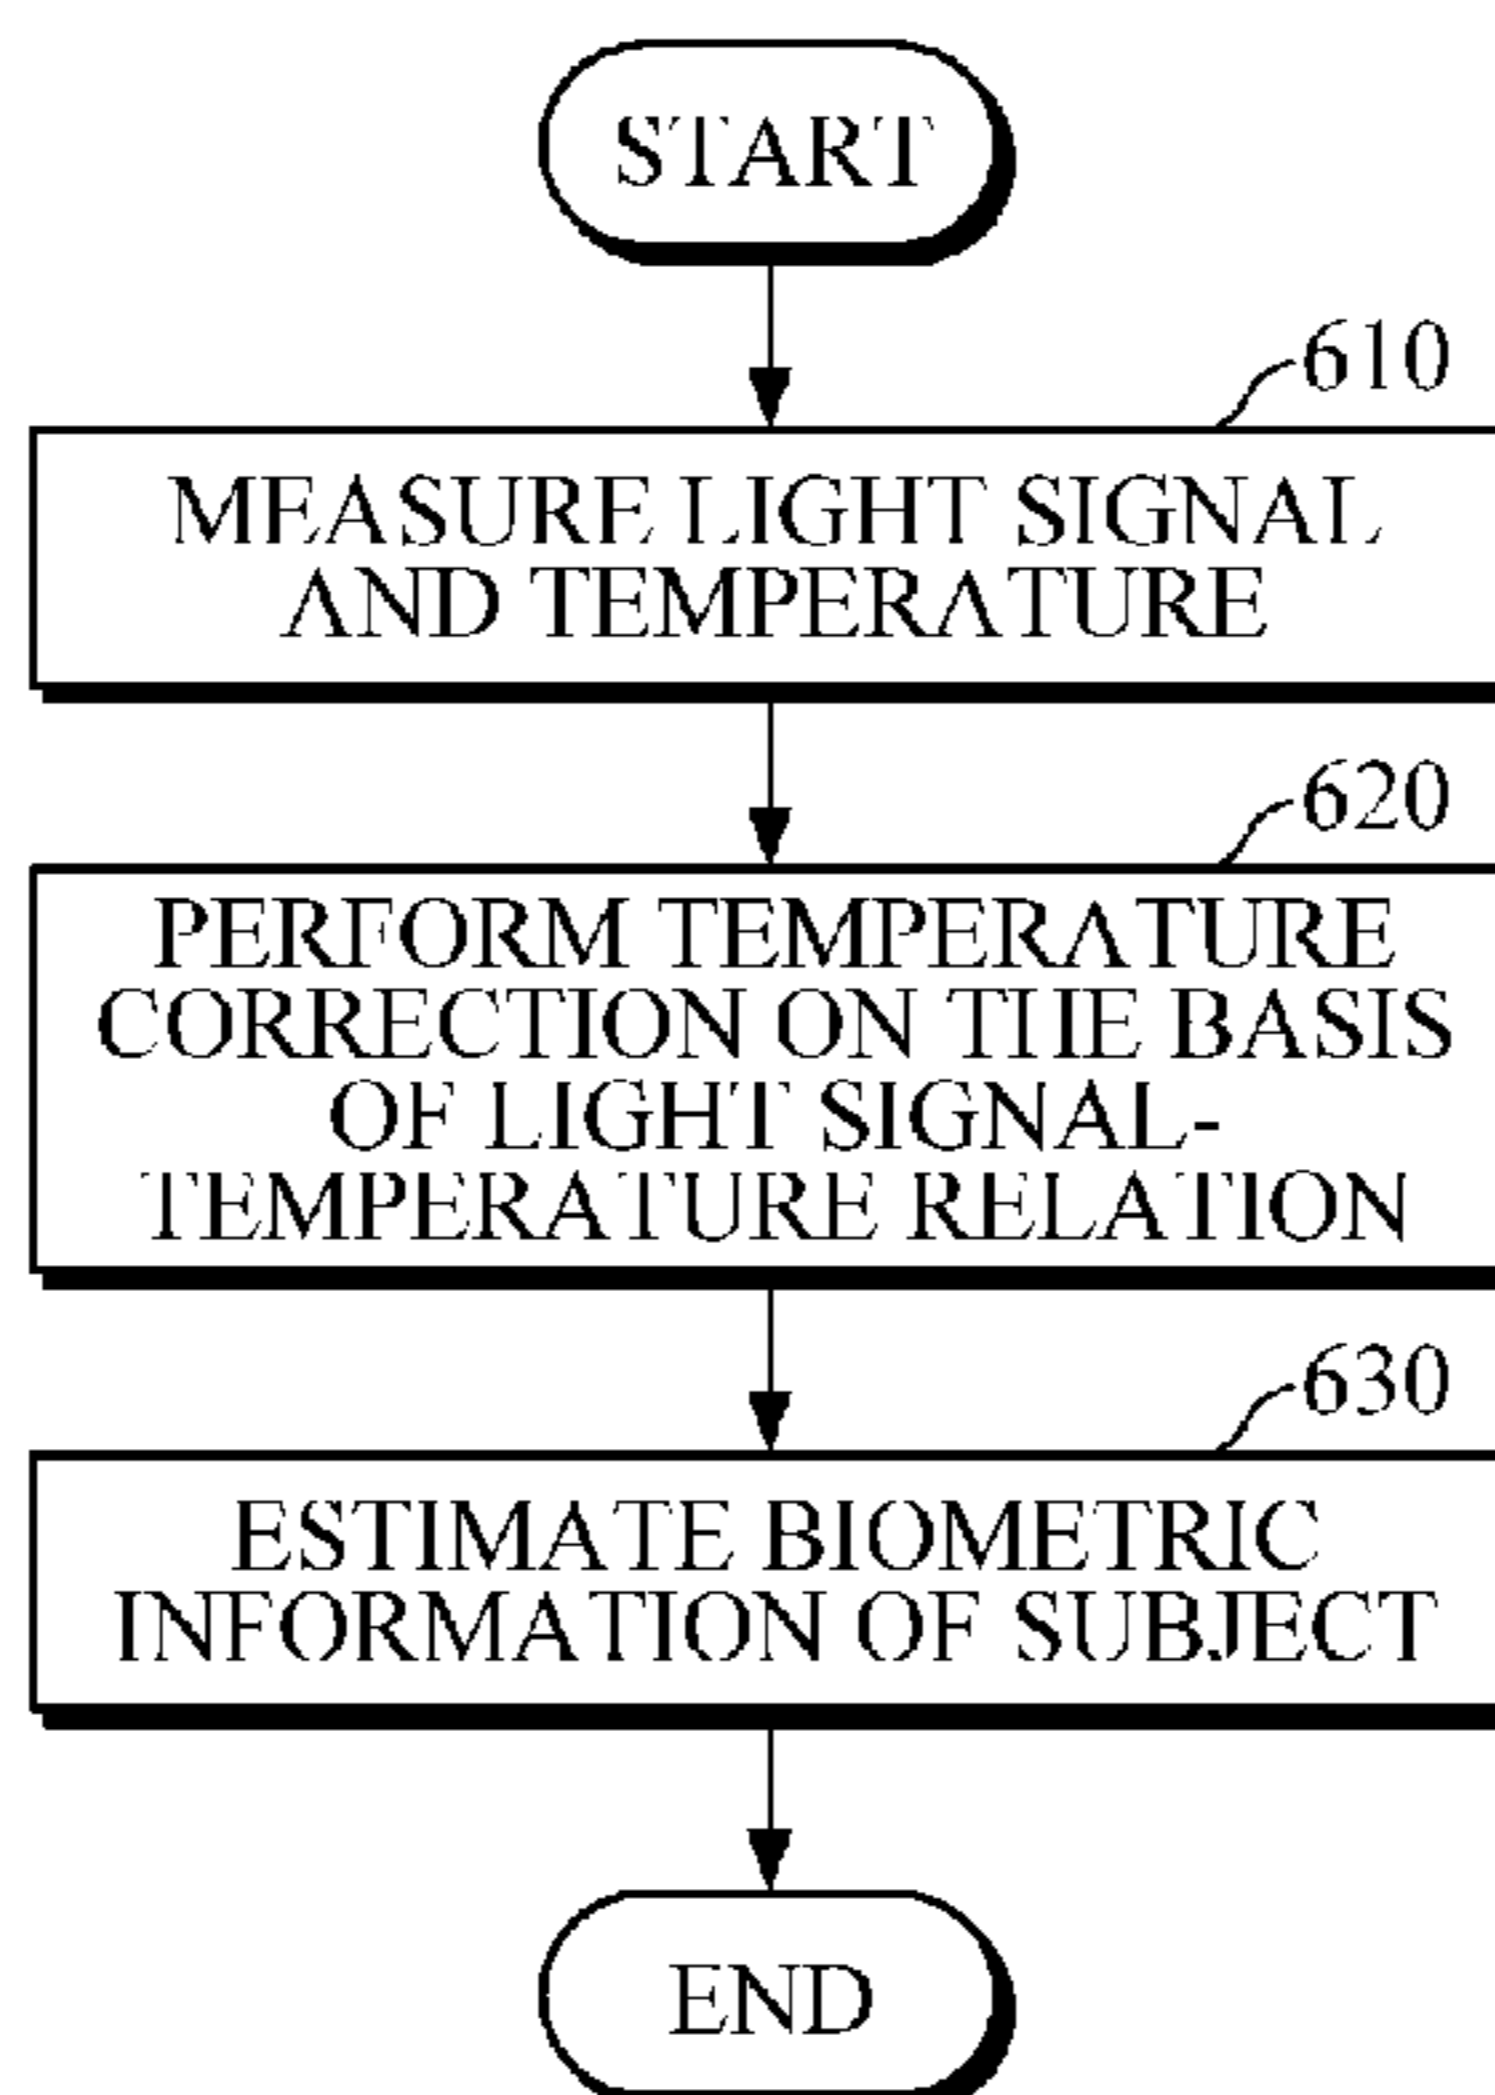 START
610
MEASURE LIGHT SIGNAL
AND TEMPERATURE
620
PERFORM TEMPERATURE
CORRECTION ON THE BASIS
OF LIGHT SIGNAL-
TEMPERATURE RELATION
630
ESTIMATE BIOMETRIC
INFORMATION OF SUBJECT
END